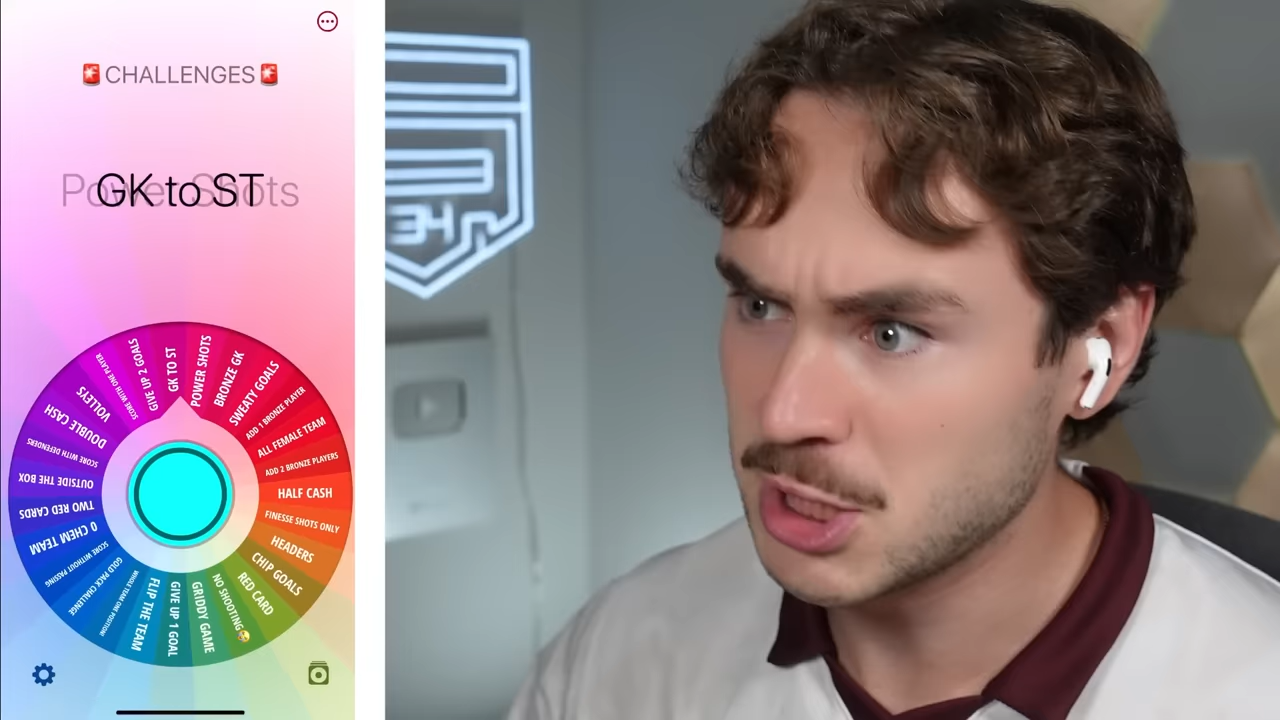 🚨CHALLENGES🚨
Power Shots
GK to ST
GK TO ST
POWER SHOTS
BRONZE GK
SWEATY GOALS
ADD 1 BRONZE PLAYER
ALL FEMALE TEAM
ADD 2 BRONZE PLAYERS
HALF CASH
FINESSE SHOTS ONLY
HEADERS
CHIP GOALS
RED CARD
NO SHOOTING
GRIDDY GAME
GIVE UP 1 GOAL
FLIP THE TEAM
WHOLE TEAM ONE POSITION!
GOLD PACK CHALLENGE
SCORE WITHOUT PASSING
0 CHEM TEAM
TWO RED CARDS
OUTSIDE THE BOX
SCORE WITH DEFENDERS
DOUBLE CASH
VOLLEYS
SCORE WITH ONE PLAYER
GIVE UP 2 GOALS